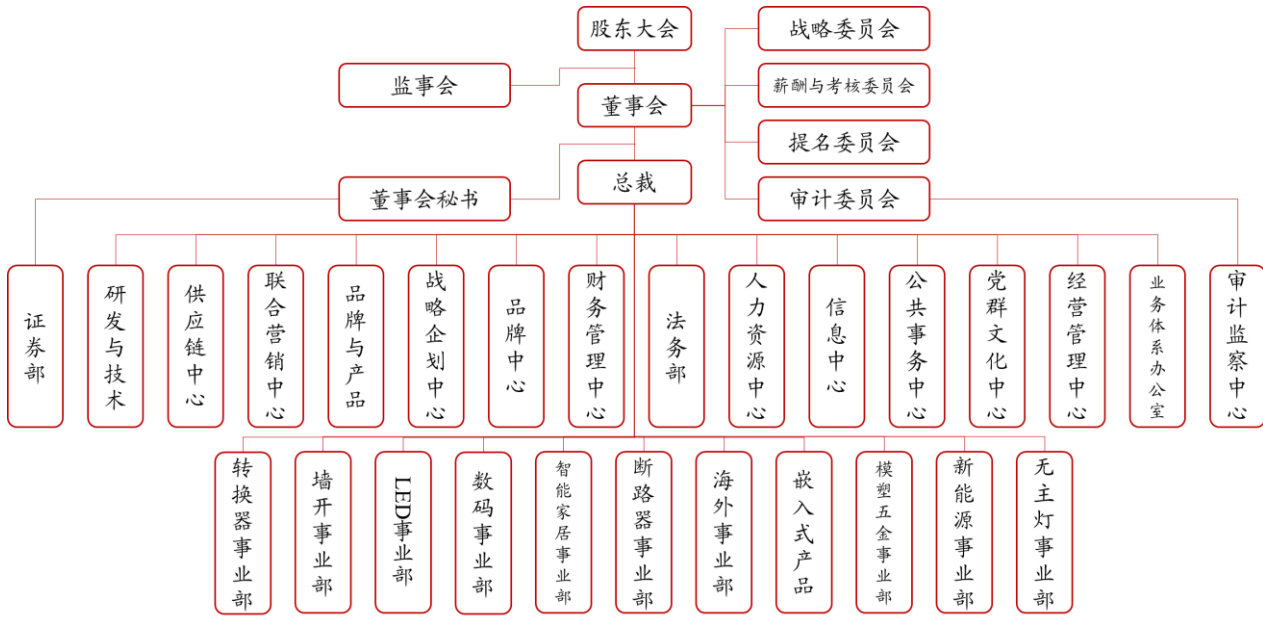 股东大会
战略委员会
监事会
薪酬与考核委员会
董事会
提名委员会
总裁
董事会秘书
审计委员会
证券部
研发与技术
供应链中心
联合营销中心
品牌与产品
战略企划中心
品牌中心
财务管理中心
法务部
人力资源中心
信息中心
公共事务中心
党群文化中心
经营管理中心
业务体系办公室
审计监察中心
转换器事业部
墙开事业部
LED事业部
数码事业部
智能家居事业部
断路器事业部
海外事业部
嵌入式产品
模塑五金事业部
新能源事业部
无主灯事业部